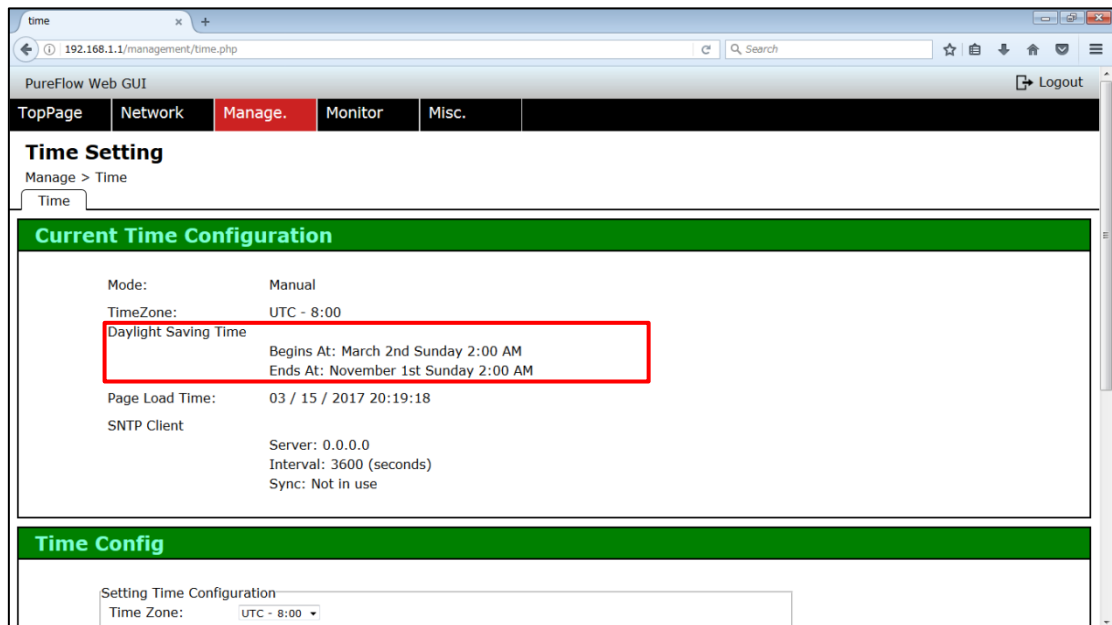 time
192.168.1.1/management/time.php
Search
PureFlow Web GUI
Logout
TopPage Network Manage. Monitor Misc.
Time Setting
Manage > Time
Time
Current Time Configuration
Mode: Manual
TimeZone: UTC - 8:00
Daylight Saving Time
Begins At: March 2nd Sunday 2:00 AM
Ends At: November 1st Sunday 2:00 AM
Page Load Time: 03 / 15 / 2017 20:19:18
SNTP Client
Server: 0.0.0.0
Interval: 3600 (seconds)
Sync: Not in use
Time Config
Setting Time Configuration
Time Zone: UTC - 8:00